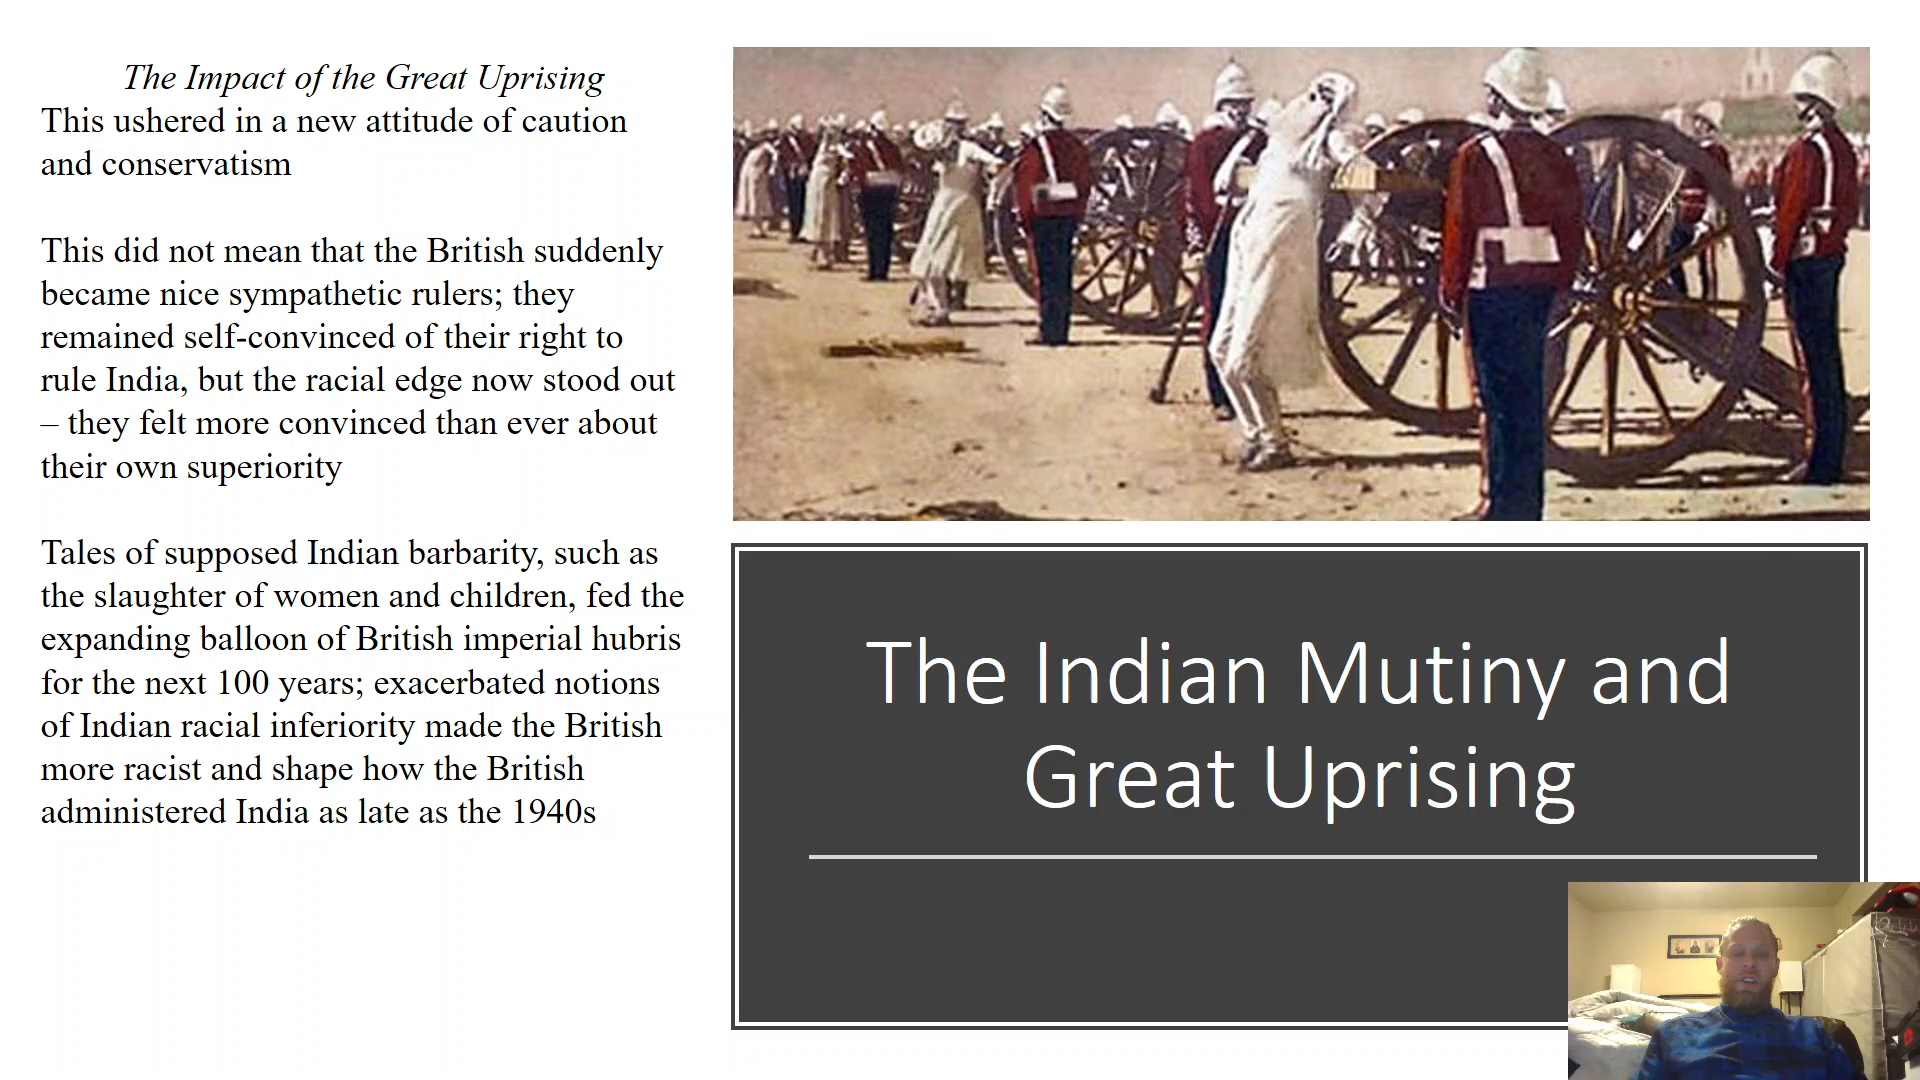 The Impact of the Great Uprising
This ushered in a new attitude of caution
and conservatism
This did not mean that the British suddenly
became nice sympathetic rulers; they
remained self-convinced of their right to
rule India, but the racial edge now stood out
– they felt more convinced than ever about
their own superiority
Tales of supposed Indian barbarity, such as
the slaughter of women and children, fed the
expanding balloon of British imperial hubris
for the next 100 years; exacerbated notions
of Indian racial inferiority made the British
more racist and shape how the British
administered India as late as the 1940s
The Indian Mutiny and
Great Uprising